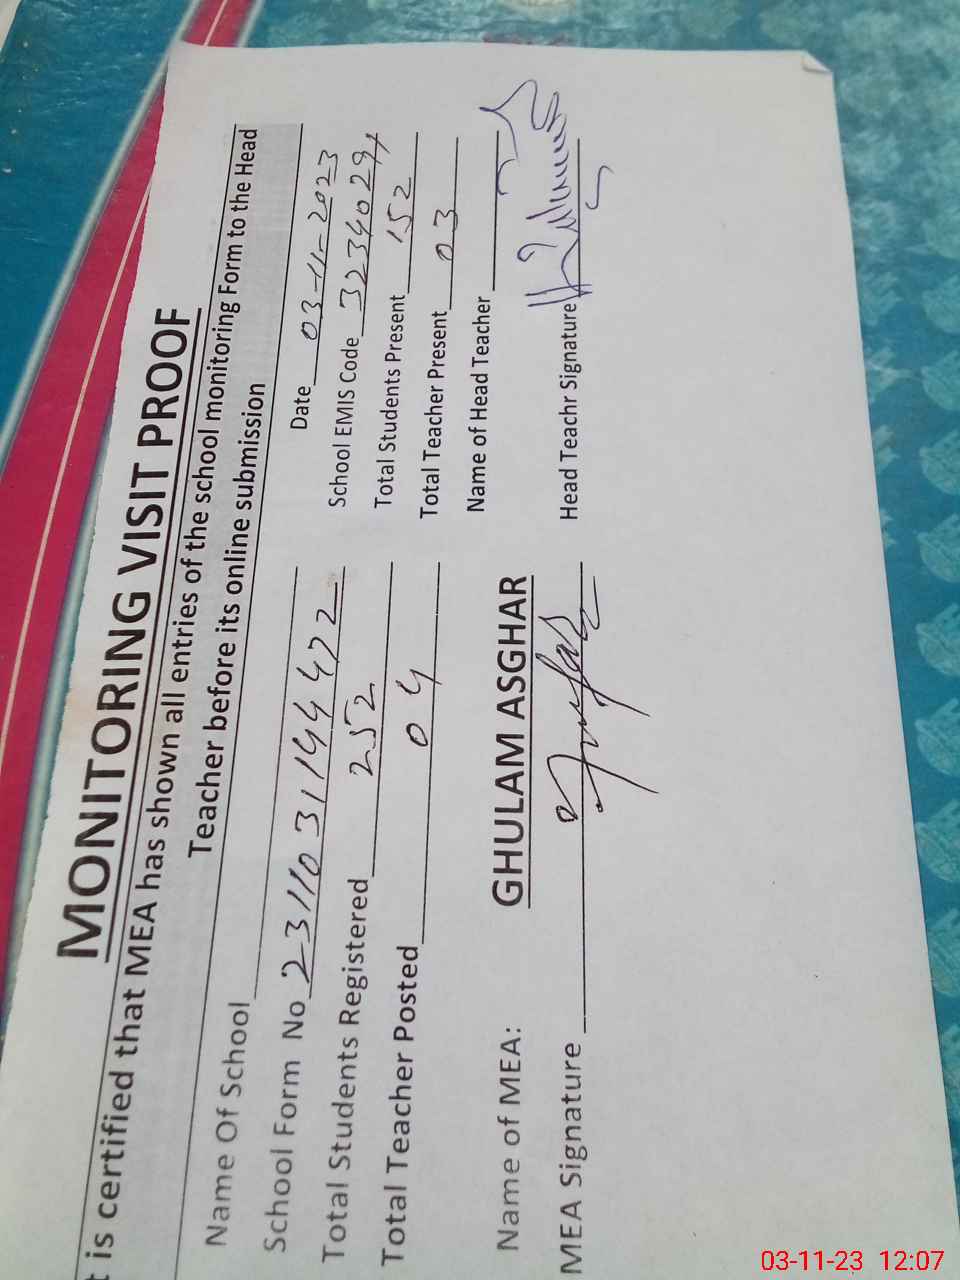 MONITORING VISIT PROOF
t is certified that MEA has shown all entries of the school monitoring Form to the Head
Teacher before its online submission
Name Of School Date 03-11-2023
School Form No 2311031144472 School EMIS Code 32340291
Total Students Registered 252 Total Students Present 152
Total Teacher Posted 04 Total Teacher Present 03
Name of Head Teacher
Name of MEA: GHULAM ASGHAR
MEA Signature Head Teachr Signature
03-11-23 12:07